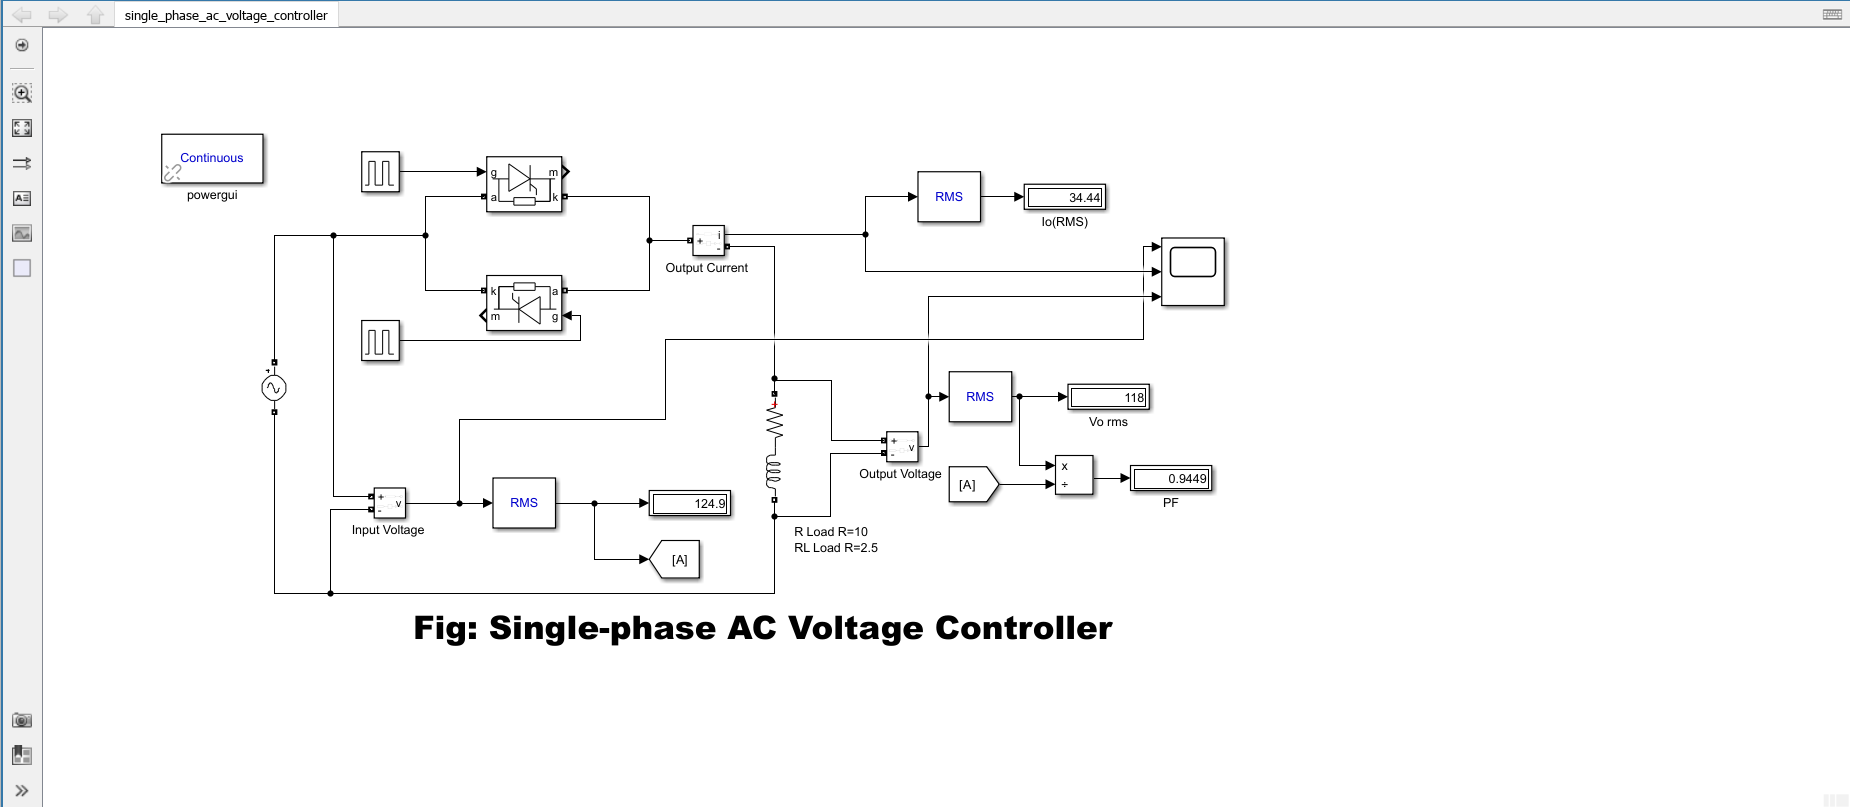 single_phase_ac_voltage_controller
Continuous
powergui
g
m
a
k
k
a
m
g
+
i
-
Output Current
RMS
34.44
Io(RMS)
RMS
118
Vo rms
+
-
v
Output Voltage
[A]
x
÷
0.9449
PF
+
-
v
Input Voltage
RMS
124.9
[A]
+
+
R Load R=10
RL Load R=2.5
Fig: Single-phase AC Voltage Controller